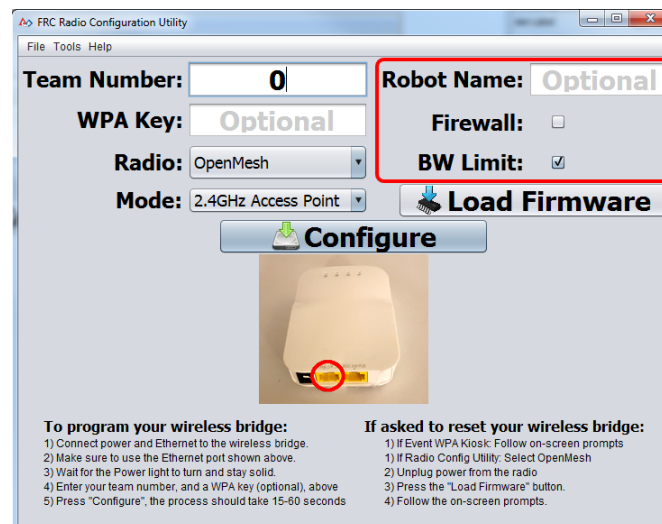 FRC Radio Configuration Utility
File Tools Help
Team Number: 0
Robot Name: Optional
WPA Key: Optional
Firewall:
Radio: OpenMesh
BW Limit:
Mode: 2.4GHz Access Point
Load Firmware
Configure
To program your wireless bridge:
1) Connect power and Ethernet to the wireless bridge.
2) Make sure to use the Ethernet port shown above.
3) Wait for the Power light to turn and stay solid.
4) Enter your team number, and a WPA key (optional), above
5) Press "Configure", the process should take 15-60 seconds
If asked to reset your wireless bridge:
1) If Event WPA Kiosk: Follow on-screen prompts
1) If Radio Config Utility: Select OpenMesh
2) Unplug power from the radio
3) Press the "Load Firmware" button.
4) Follow the on-screen prompts.